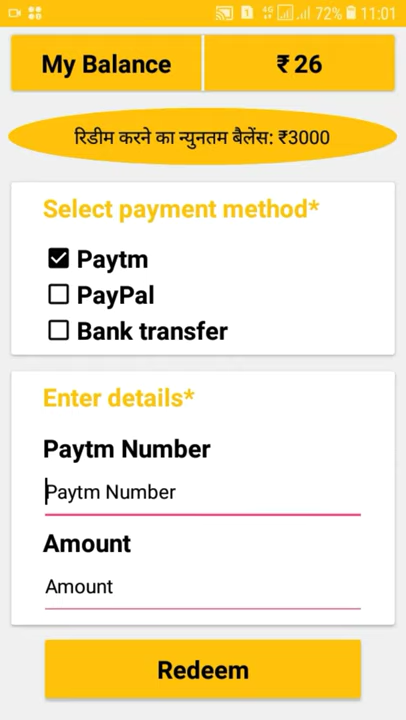 72% 11:01
My Balance ₹ 26
रिडीम करने का न्युनतम बैलेंस: ₹3000
Select payment method*
Paytm
PayPal
Bank transfer
Enter details*
Paytm Number
Paytm Number
Amount
Amount
Redeem